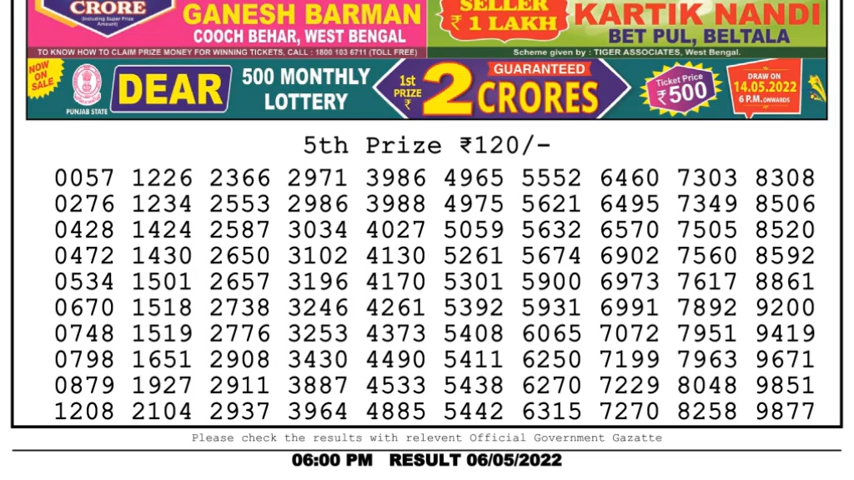 CRORE
(Including Super Prize Amount)
GANESH BARMAN
COOCH BEHAR, WEST BENGAL
TO KNOW HOW TO CLAIM PRIZE MONEY FOR WINNING TICKETS, CALL : 1800 103 6711 (TOLL FREE)
SELLER
₹ 1 LAKH
KARTIK NANDI
BET PUL, BELTALA
Scheme given by : TIGER ASSOCIATES, West Bengal.
NOW ON SALE
PUNJAB STATE
DEAR
500 MONTHLY
LOTTERY
1st
PRIZE
₹
2
GUARANTEED
CRORES
Ticket Price
₹500
DRAW ON
14.05.2022
6 P.M. ONWARDS
5th Prize ₹120/-
0057 1226 2366 2971 3986 4965 5552 6460 7303 8308
0276 1234 2553 2986 3988 4975 5621 6495 7349 8506
0428 1424 2587 3034 4027 5059 5632 6570 7505 8520
0472 1430 2650 3102 4130 5261 5674 6902 7560 8592
0534 1501 2657 3196 4170 5301 5900 6973 7617 8861
0670 1518 2738 3246 4261 5392 5931 6991 7892 9200
0748 1519 2776 3253 4373 5408 6065 7072 7951 9419
0798 1651 2908 3430 4490 5411 6250 7199 7963 9671
0879 1927 2911 3887 4533 5438 6270 7229 8048 9851
1208 2104 2937 3964 4885 5442 6315 7270 8258 9877
Please check the results with relevent Official Government Gazatte
06:00 PM RESULT 06/05/2022